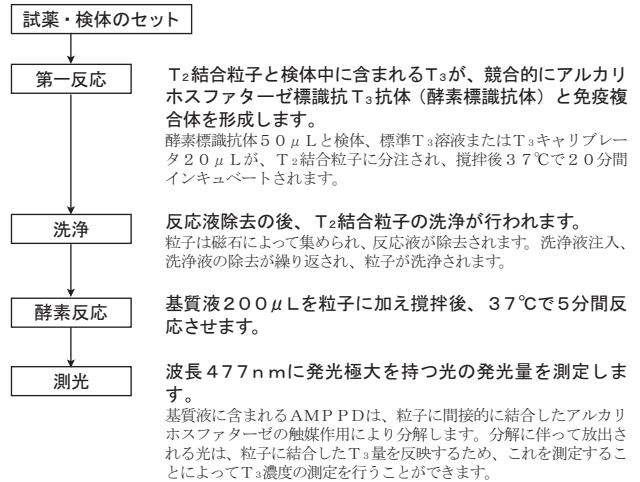 試薬・検体のセット
第一反応
T₂結合粒子と検体中に含まれるT₃が、競合的にアルカリ
ホスファターゼ標識抗T₃抗体（酵素標識抗体）と免疫複
合体を形成します。
酵素標識抗体５０μＬと検体、標準Ｔ₃溶液またはＴ₃キャリブレー
タ２０μＬが、Ｔ₂結合粒子に分注され、撹拌後３７℃で２０分間
インキュベートされます。
洗浄
反応液除去の後、T₂結合粒子の洗浄が行われます。
粒子は磁石によって集められ、反応液が除去されます。洗浄液注入、
洗浄液の除去が繰り返され、粒子が洗浄されます。
酵素反応
基質液２００μＬを粒子に加え撹拌後、３７℃で５分間反
応させます。
測光
波長４７７ｎｍに発光極大を持つ光の発光量を測定しま
す。
基質液に含まれるＡＭＰＰＤは、粒子に間接的に結合したアルカリ
ホスファターゼの触媒作用により分解します。分解に伴って放出さ
れる光は、粒子に結合したＴ₃量を反映するため、これを測定するこ
とによってＴ₃濃度の測定を行うことができます。